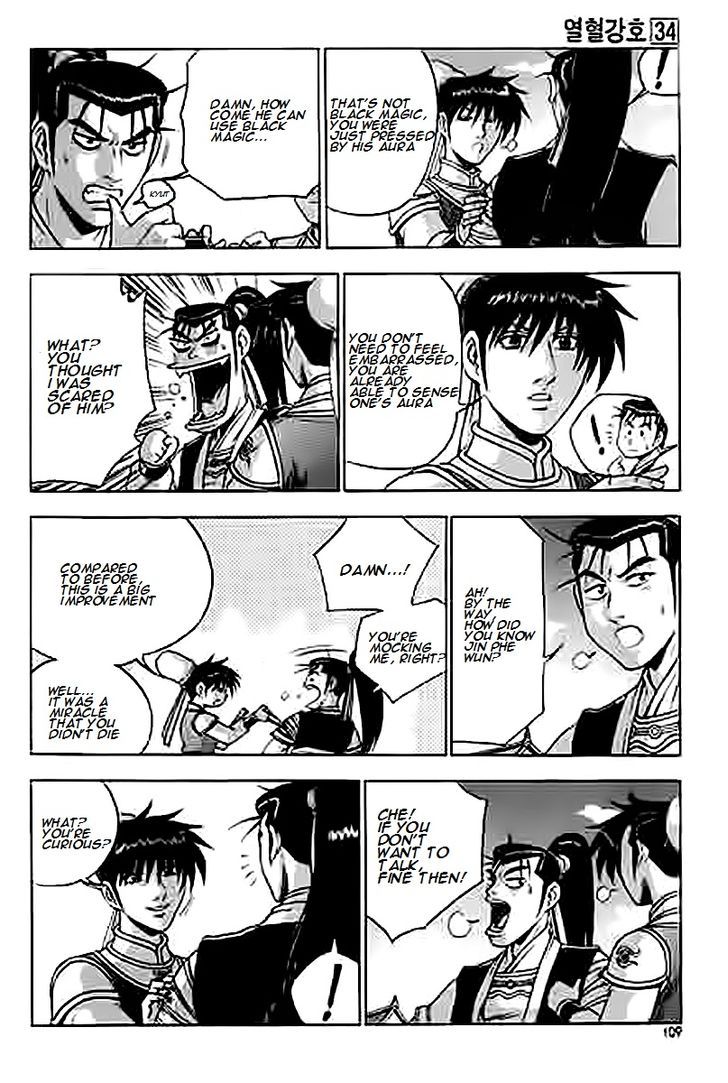 열혈강호 34
DAMN, HOW
COME HE CAN
USE BLACK
MAGIC...
KYUT
THAT'S NOT
BLACK MAGIC,
YOU WERE
JUST PRESSED
BY HIS AURA
!
WHAT?
YOU
THOUGHT
I WAS
SCARED
OF HIM?
YOU DON'T
NEED TO FEEL
EMBARRASSED,
YOU ARE
ALREADY
ABLE TO SENSE
ONE'S AURA
!
COMPARED
TO BEFORE,
THIS IS A BIG
IMPROVEMENT
WELL...
IT WAS A
MIRACLE
THAT YOU
DIDN'T DIE
DAMN...!
YOU'RE
MOCKING
ME, RIGHT?
AH!
BY THE
WAY,
HOW DID
YOU KNOW
JIN PHE
WUN?
WHAT?
YOU'RE
CURIOUS?
!
CHE!
IF YOU
DON'T
WANT TO
TALK,
FINE THEN!
109